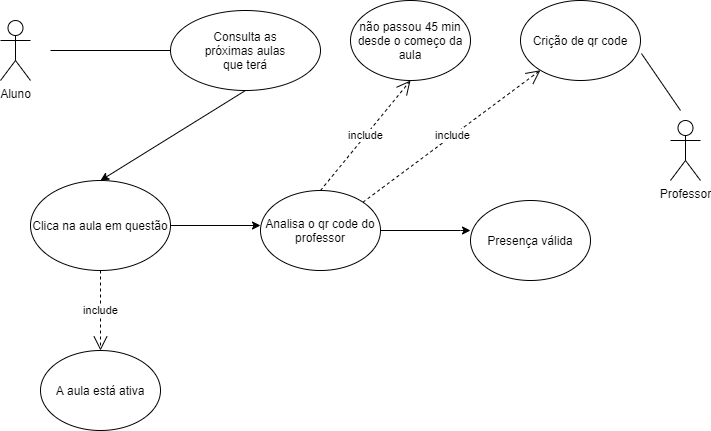 Consulta as
próximas aulas
que terá
não passou 45 min
desde o começo da
aula
Crição de qr code
Aluno
include
include
Professor
Clica na aula em questão
Analisa o qr code do
professor
Presença válida
include
A aula está ativa